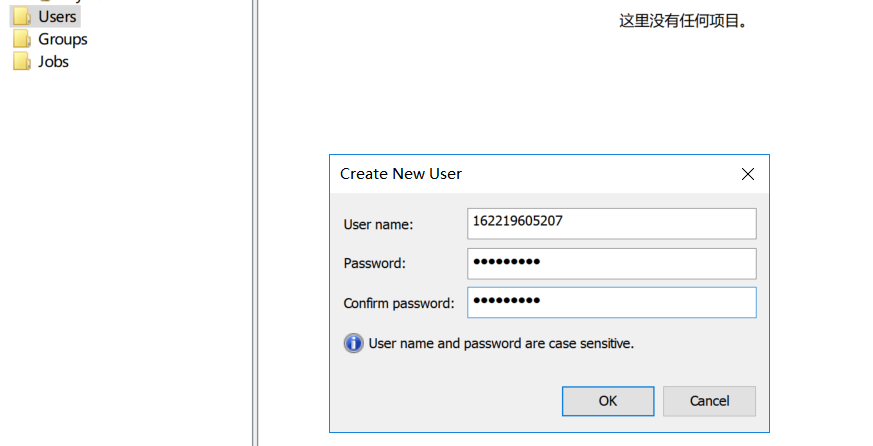 Users
Groups
Jobs
这里没有任何项目。
Create New User
User name:
162219605207
Password:
●●●●●●●●●
Confirm password:
●●●●●●●●●
User name and password are case sensitive.
OK
Cancel